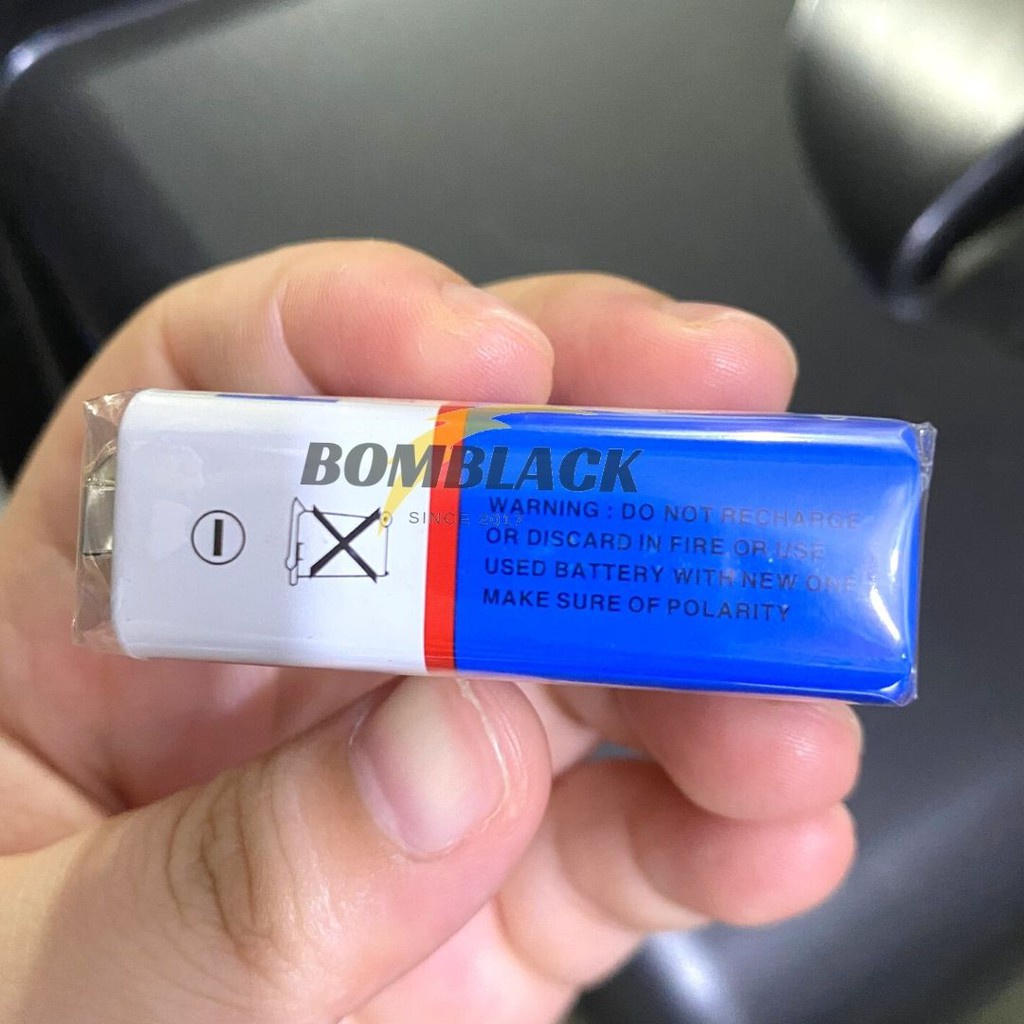 BOMBLACK
SINCE 2017
WARNING : DO NOT RECHARGE
OR DISCARD IN FIRE OR USE
USED BATTERY WITH NEW ONE
MAKE SURE OF POLARITY